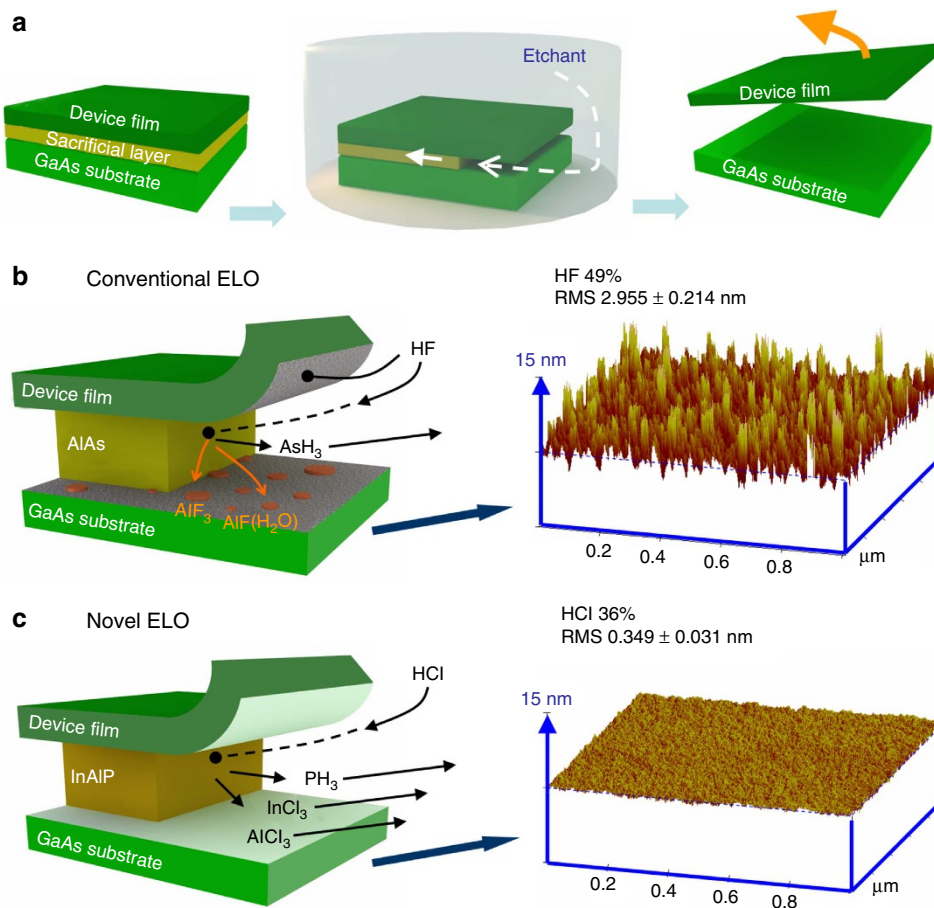 a
Etchant
Device film
Sacrificial layer
GaAs substrate
Device film
GaAs substrate
b
Conventional ELO
HF 49%
RMS 2.955 ± 0.214 nm
HF
Device film
AlAs
AsH3
AlF3
AlF(H2O)
GaAs substrate
15 nm
0.2
0.4
0.6
0.8
μm
c
Novel ELO
HCl 36%
RMS 0.349 ± 0.031 nm
HCl
Device film
InAlP
PH3
InCl3
AlCl3
GaAs substrate
15 nm
0.2
0.4
0.6
0.8
μm